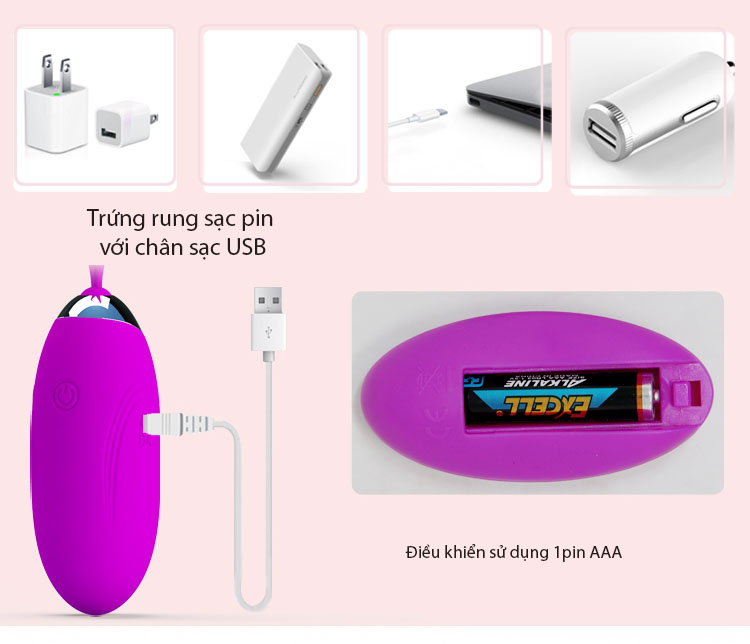 Trứng rung sạc pin
với chân sạc USB
EXCELL
ALKALINE
Điều khiển sử dụng 1pin AAA